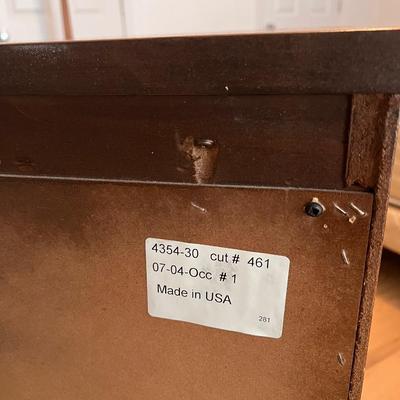 4354-30 cut # 461
07-04-Occ # 1
Made in USA
281